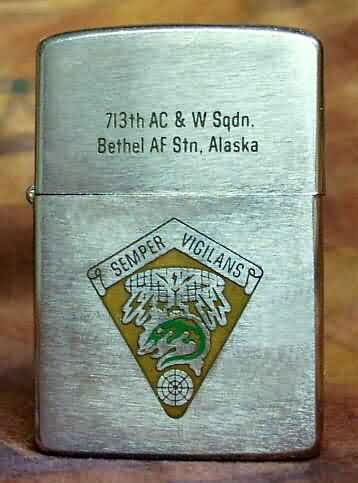 713th AC & W Sqdn.
Bethel AF Stn, Alaska
SEMPER VIGILANS